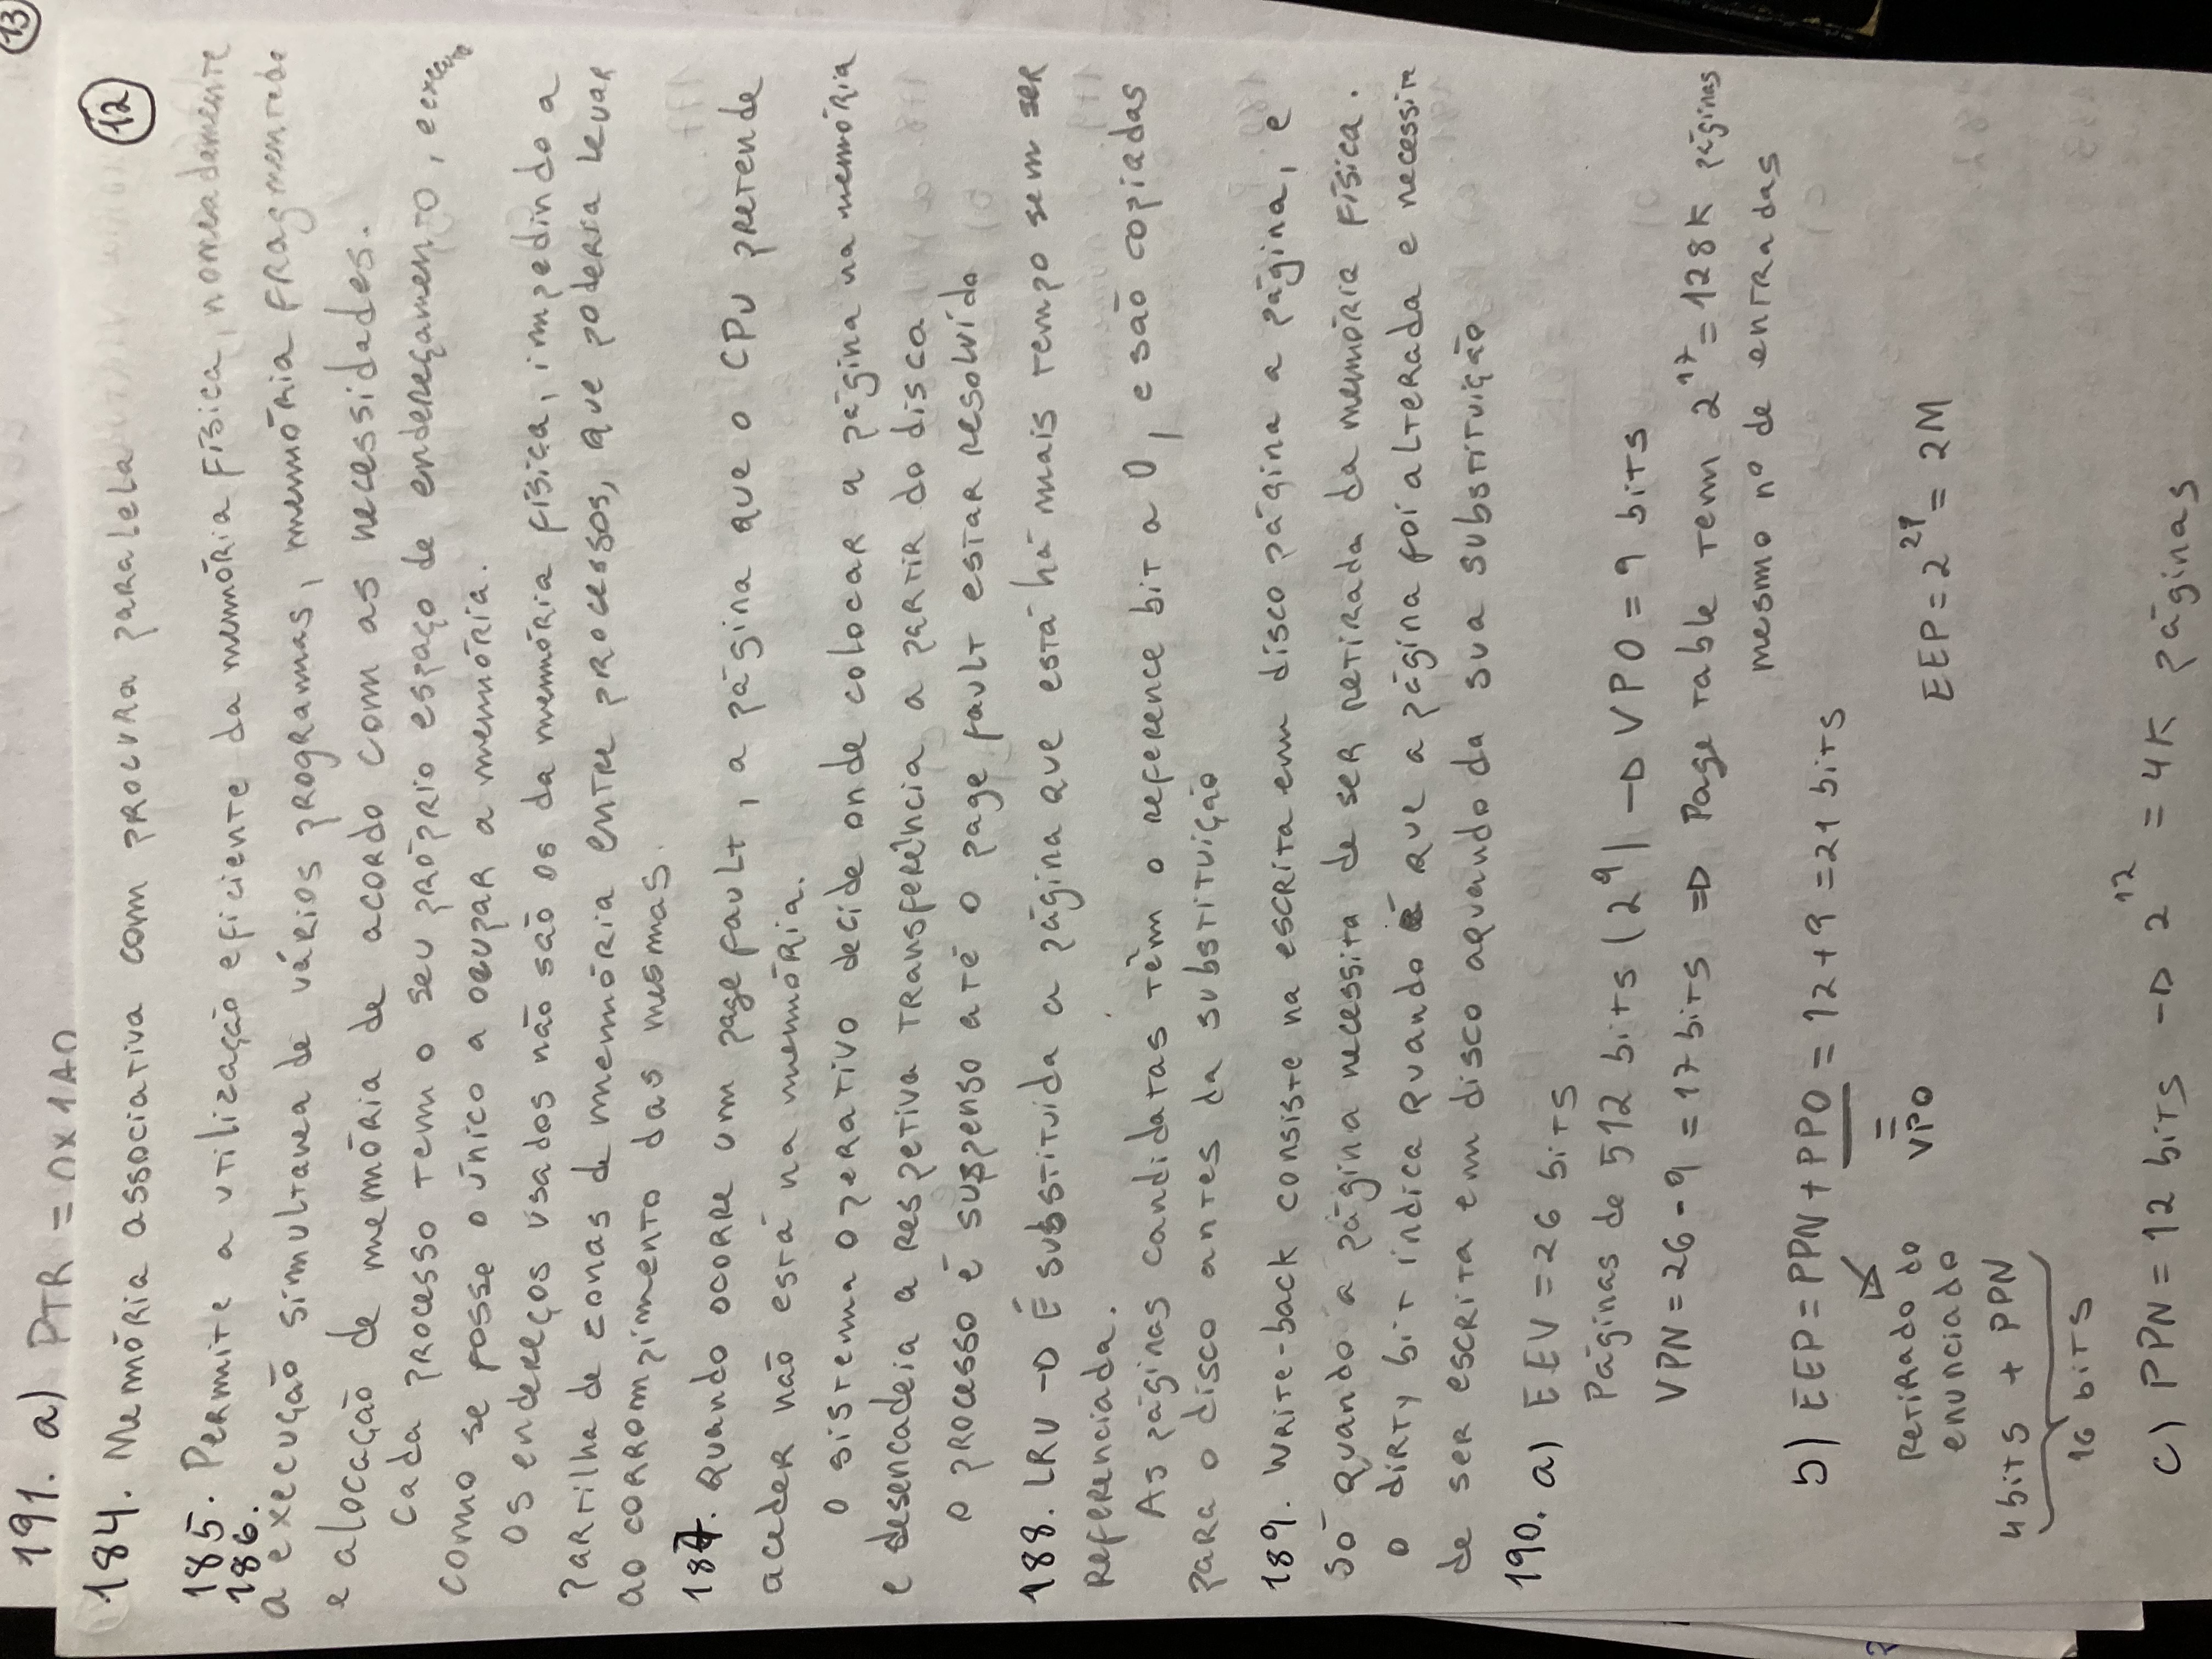 191. a) PTR = 0x1A0
13
184. Memória associativa com procura paralela
12
185. Permite a utilização eficiente da memória física, nomeadamente
186.
a execução simultanea de vários programas, memória fragmentada
e alocação de memória de acordo com as necessidades.
Cada processo tem o seu próprio espaço de endereçamento, e executa
como se fosse o único a ocupar a memória.
Os endereços usados não são os da memória física, impedindo a
partilha de zonas de memória entre processos, que poderia levar
ao corrompimento das mesmas.
187. Quando ocorre um page fault, a página que o CPU pretende
aceder não está na memória.
O sistema operativo decide onde colocar a página na memória
e desencadeia a respetiva transferência a partir do disco
O processo é suspenso até o page fault estar resolvido
188. LRU → É substituída a página que está há mais tempo sem ser
referenciada.
As páginas candidatas têm o reference bit a 0, e são copiadas
para o disco antes da substituição
189. Write-back consiste na escrita em disco página a página, e
só quando a página necessita de ser retirada da memória física.
O dirty bit indica quando é que a página foi alterada e necessita
de ser escrita em disco aquando da sua substituição
190. a) EEV = 26 bits
Páginas de 512 bits (2^9) → VPO = 9 bits
VPN = 26 - 9 = 17 bits ⇒ Page table tem 2^17 = 128K páginas
mesmo nº de entradas
b) EEP = PPN + PPO = 12 + 9 = 21 bits
retirado do
enunciado
=
VPO
EEP = 2^21 = 2M
4 bits + PPN
16 bits
c) PPN = 12 bits → 2^12 = 4K páginas